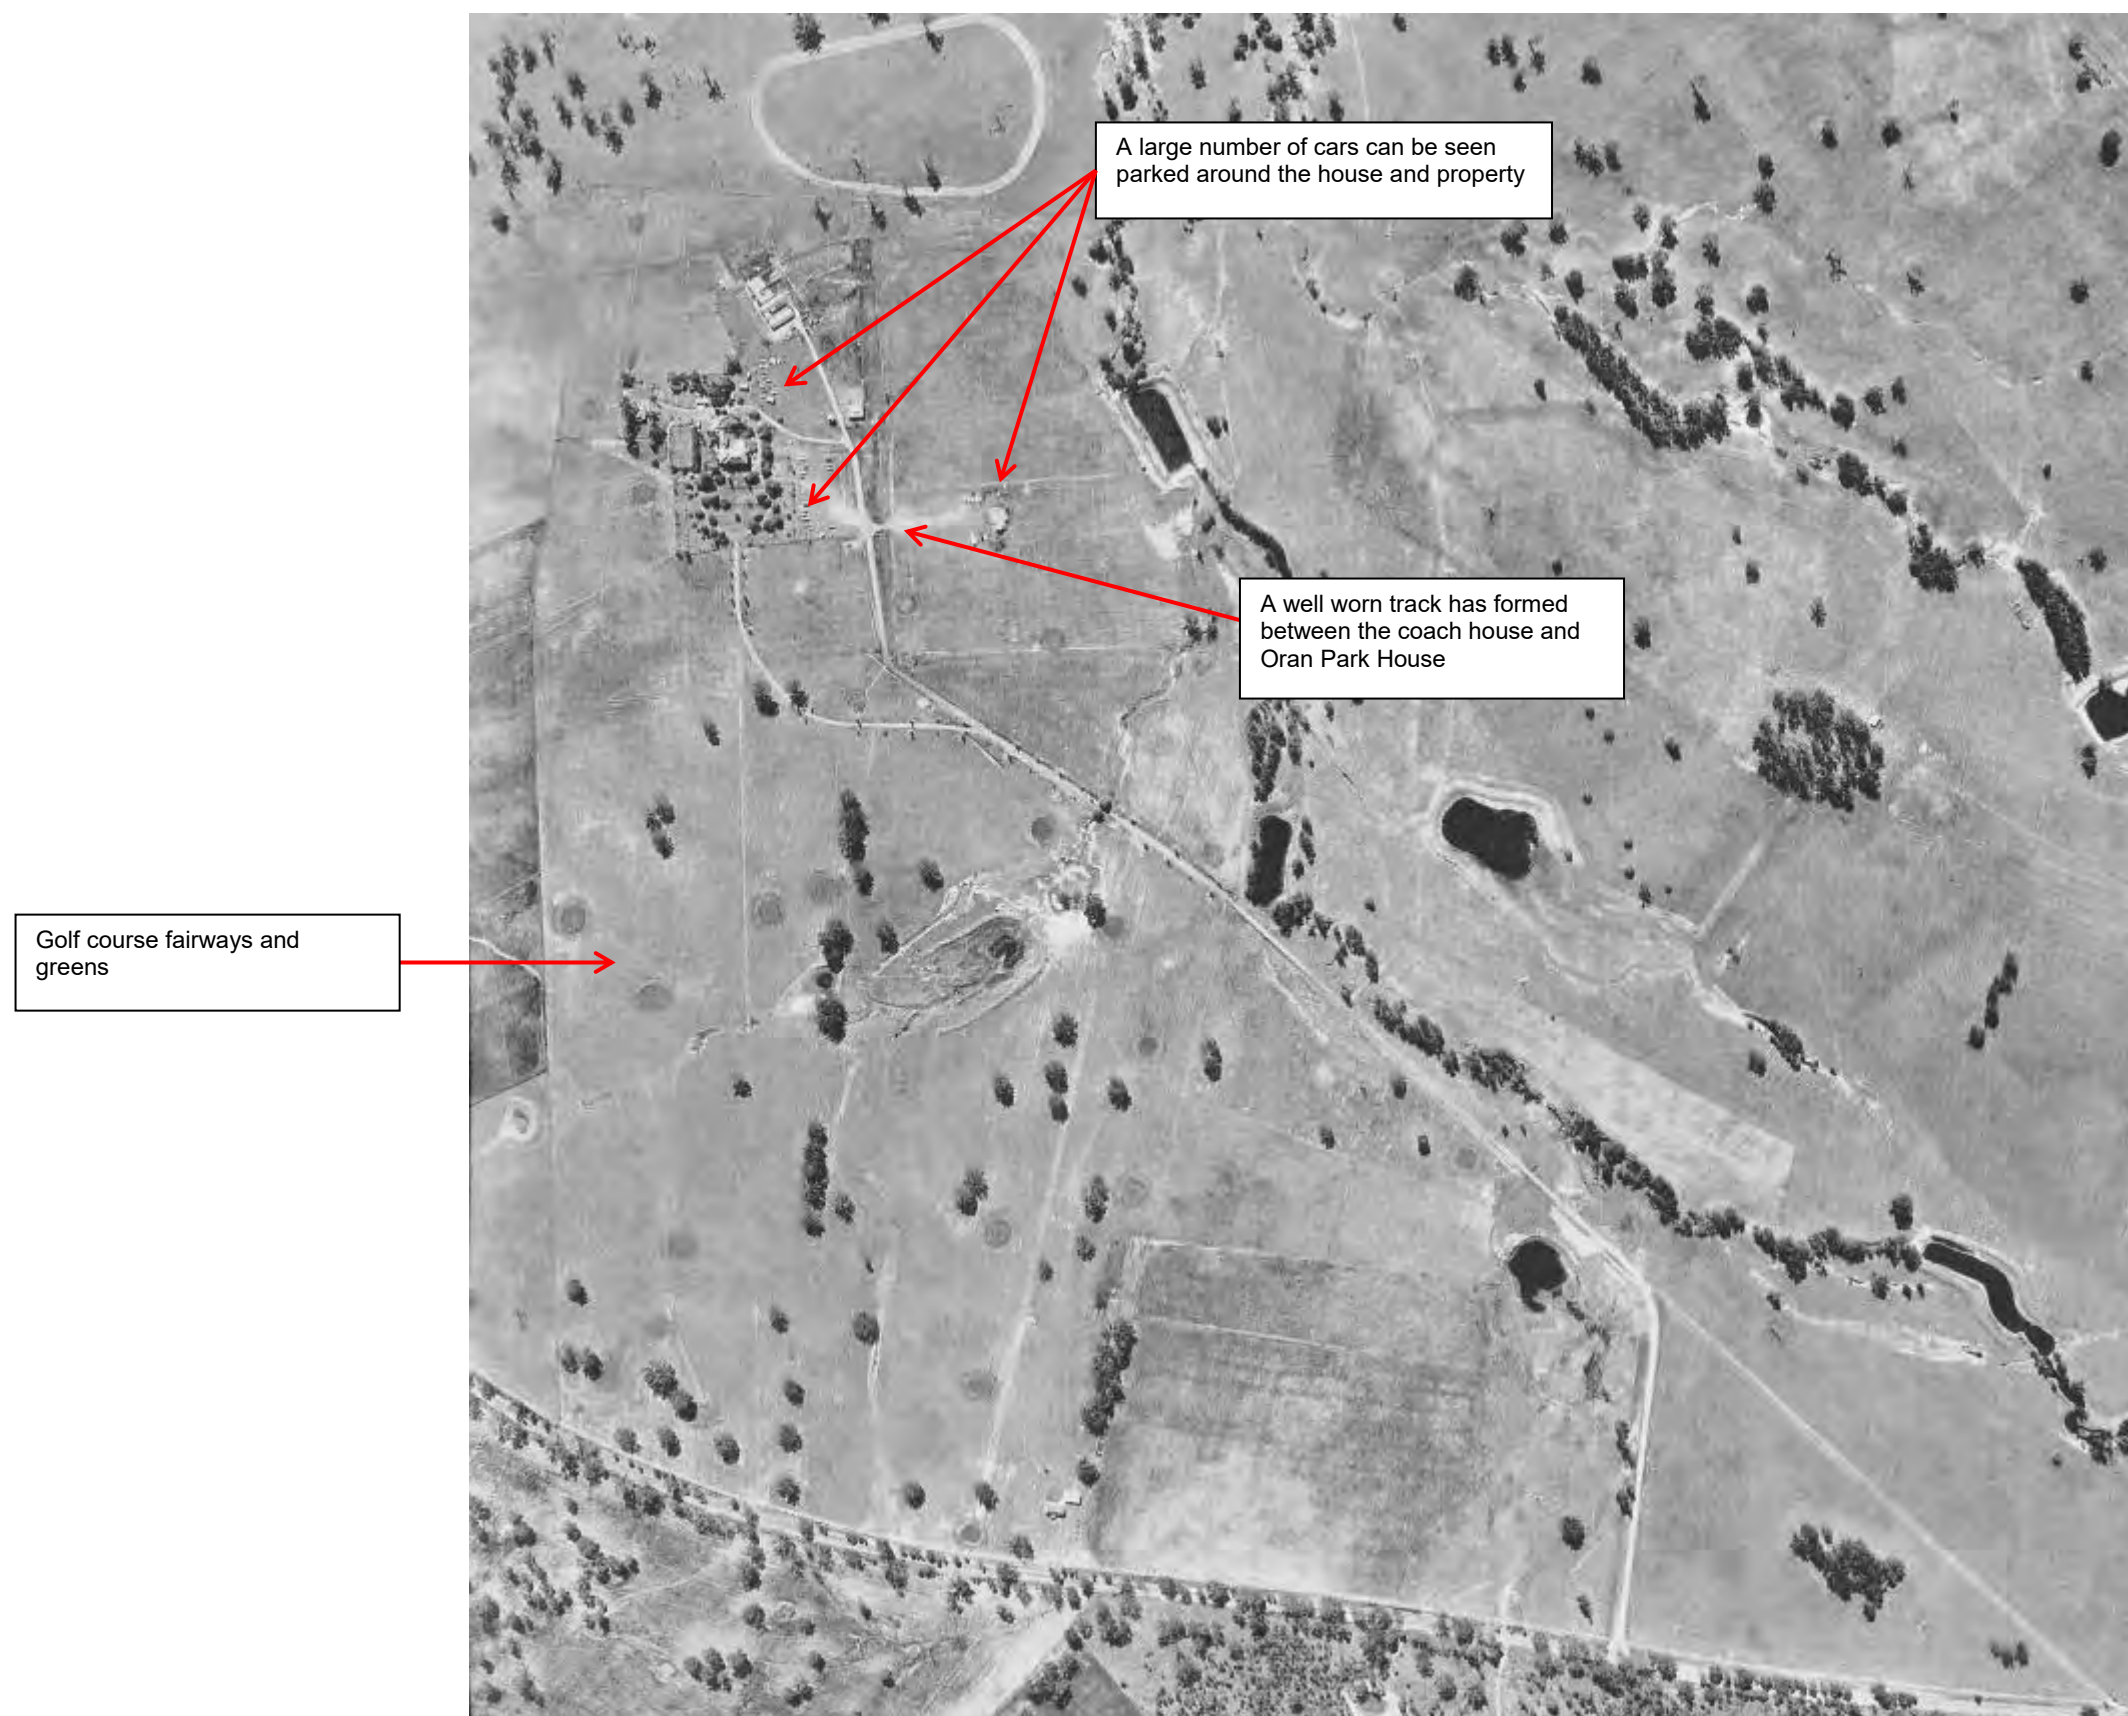 A large number of cars can be seen
parked around the house and property
A well worn track has formed
between the coach house and
Oran Park House
Golf course fairways and
greens